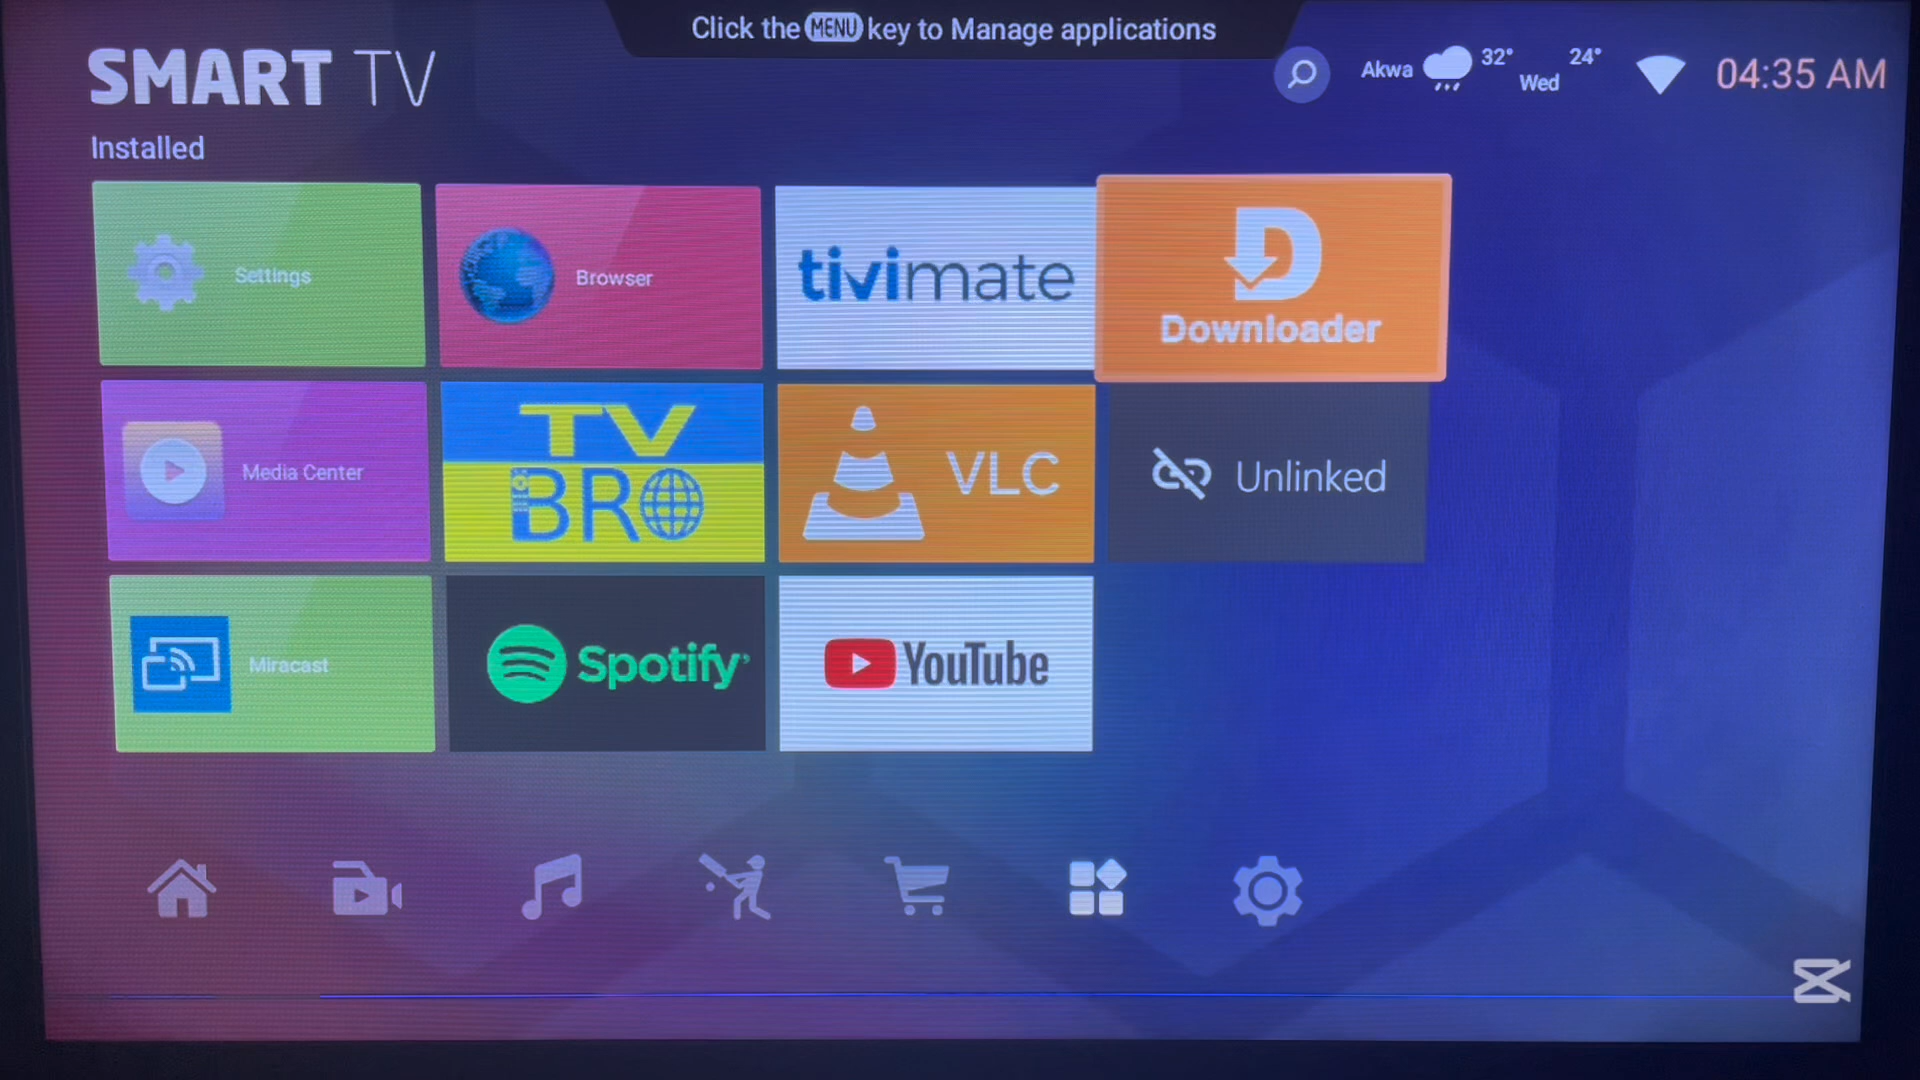 Click the MENU key to Manage applications
SMART TV
Akwa 32° Wed 24° 04:35 AM
Installed
Settings
Browser
tivimate
Downloader
Media Center
TV
BRO
VLC
Unlinked
Miracast
Spotify
YouTube